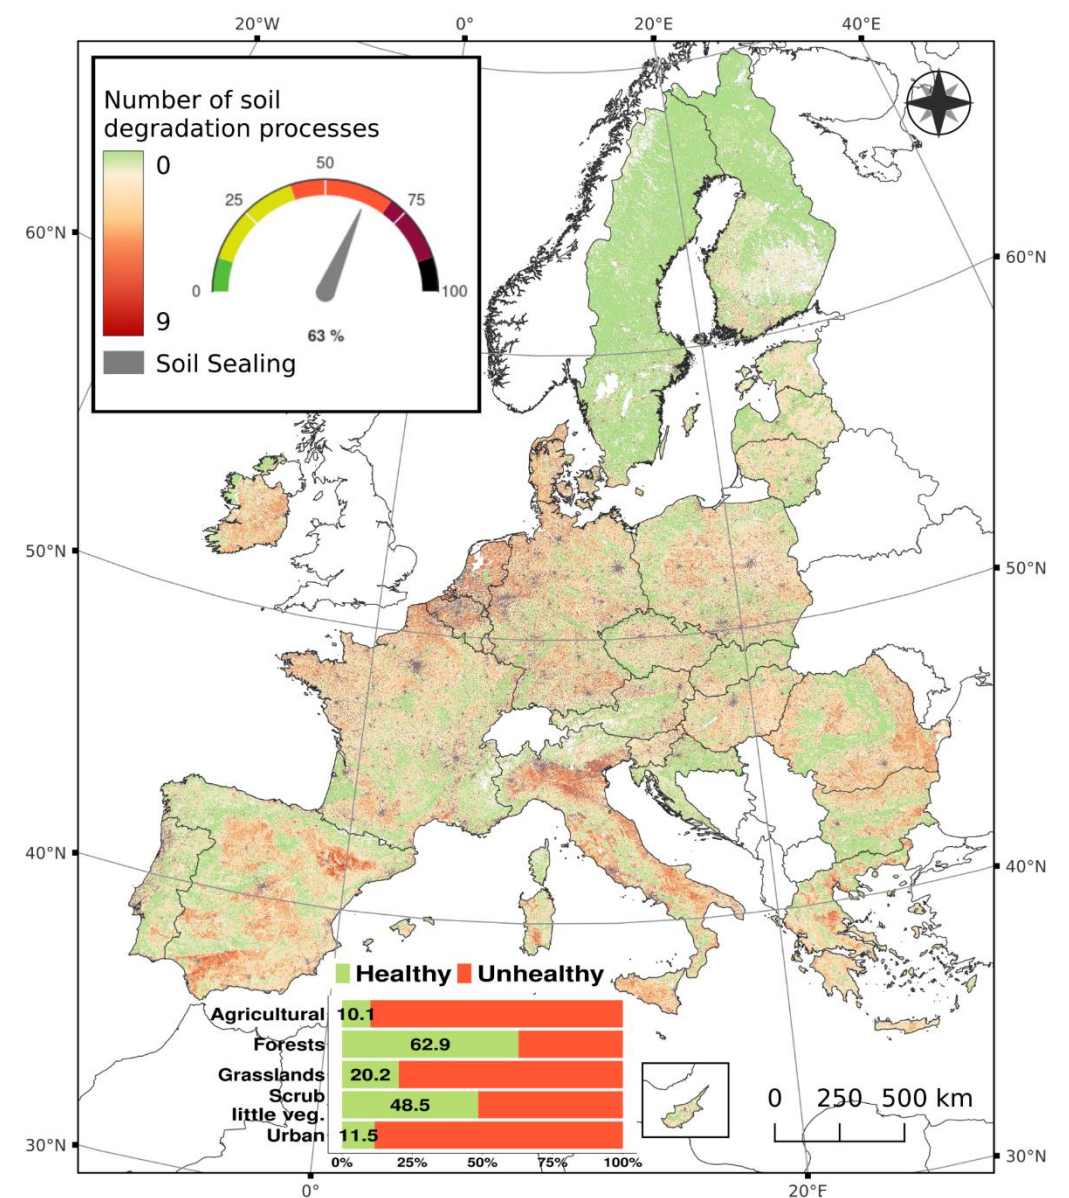 20°W 0° 20°E 40°E
Number of soil
degradation processes
0
9
Soil Sealing
0 25 50 75 100
63 %
60°N 60°N
50°N 50°N
40°N 40°N
30°N 30°N
Healthy Unhealthy
Agricultural 10.1
Forests 62.9
Grasslands 20.2
Scrub
little veg. 48.5
Urban 11.5
0% 25% 50% 75% 100%
0 250 500 km
0° 20°E